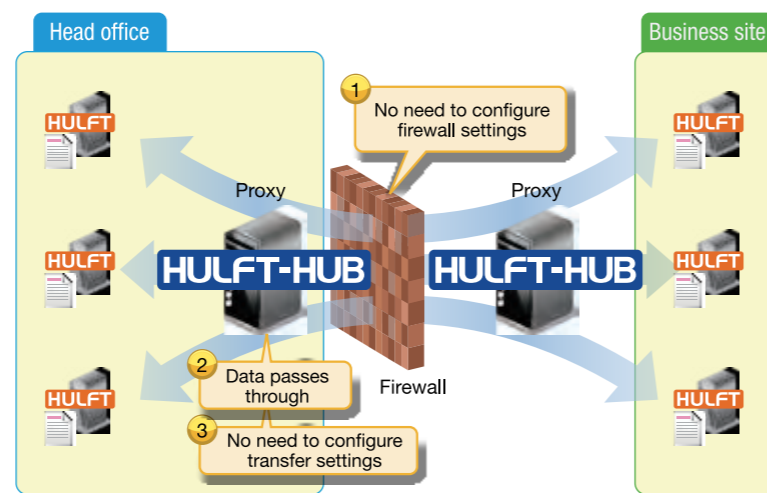 Head office
Business site
1
No need to configure
firewall settings
HULFT
HULFT
Proxy
Proxy
HULFT
HULFT-HUB
HULFT-HUB
HULFT
2
Data passes
through
Firewall
HULFT
HULFT
3
No need to configure
transfer settings